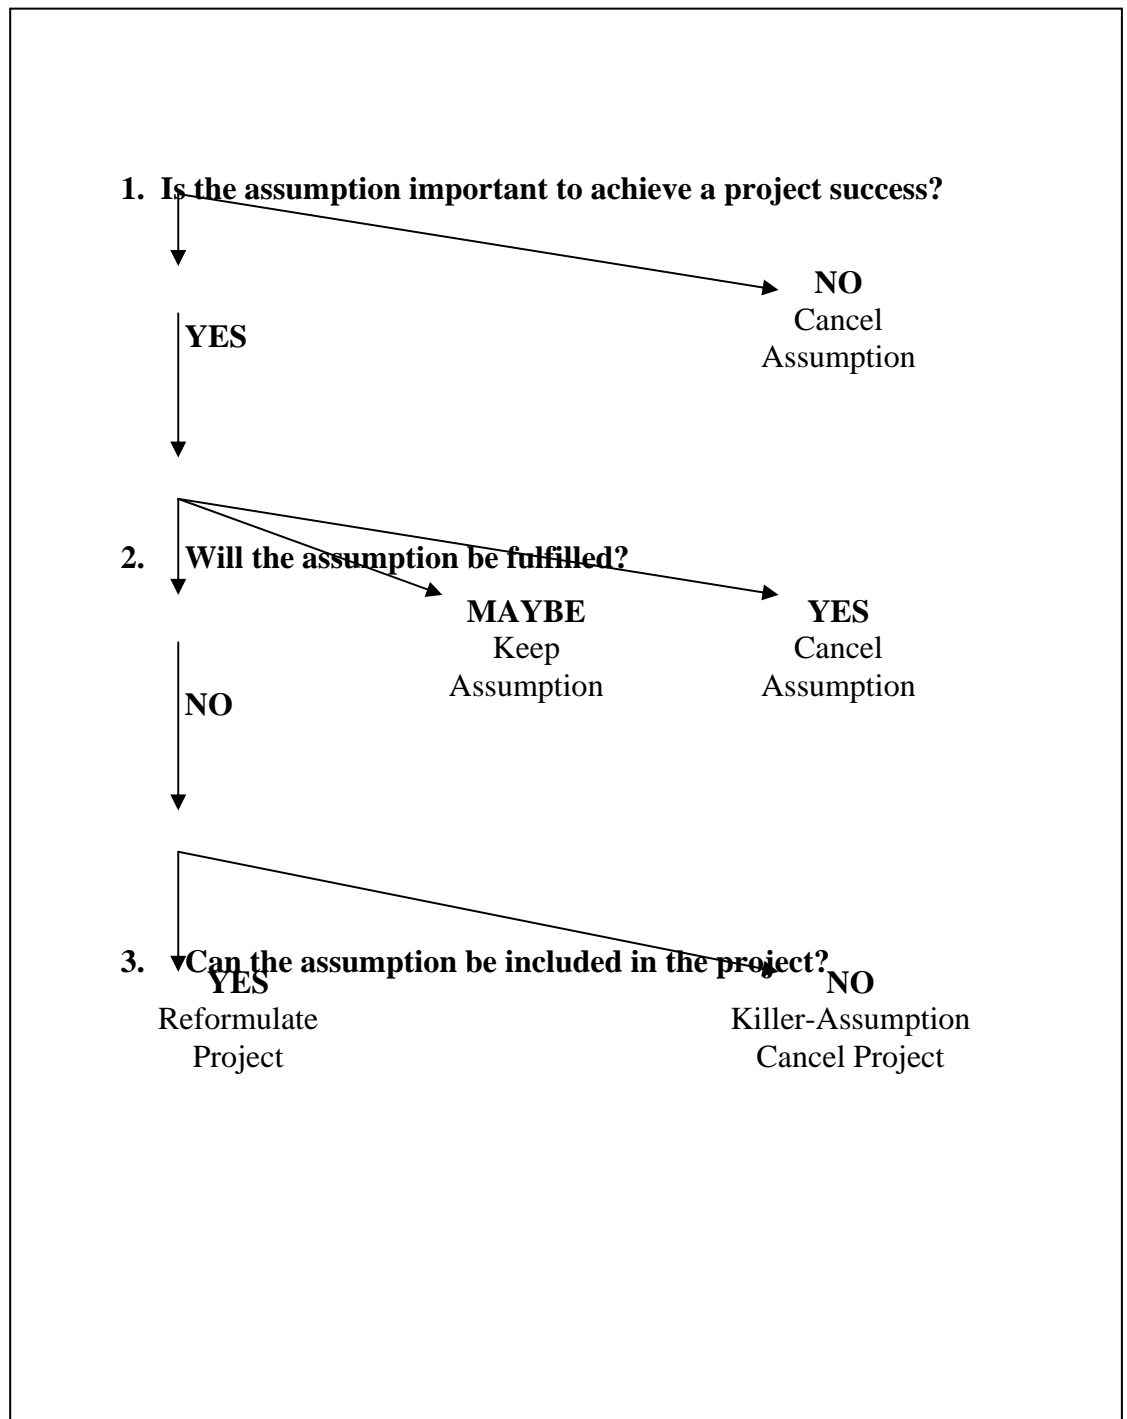 1. Is the assumption important to achieve a project success?
NO
Cancel
Assumption
YES
2. Will the assumption be fulfilled?
MAYBE
Keep
Assumption
YES
Cancel
Assumption
NO
3. Can the assumption be included in the project?
YES
Reformulate
Project
NO
Killer-Assumption
Cancel Project